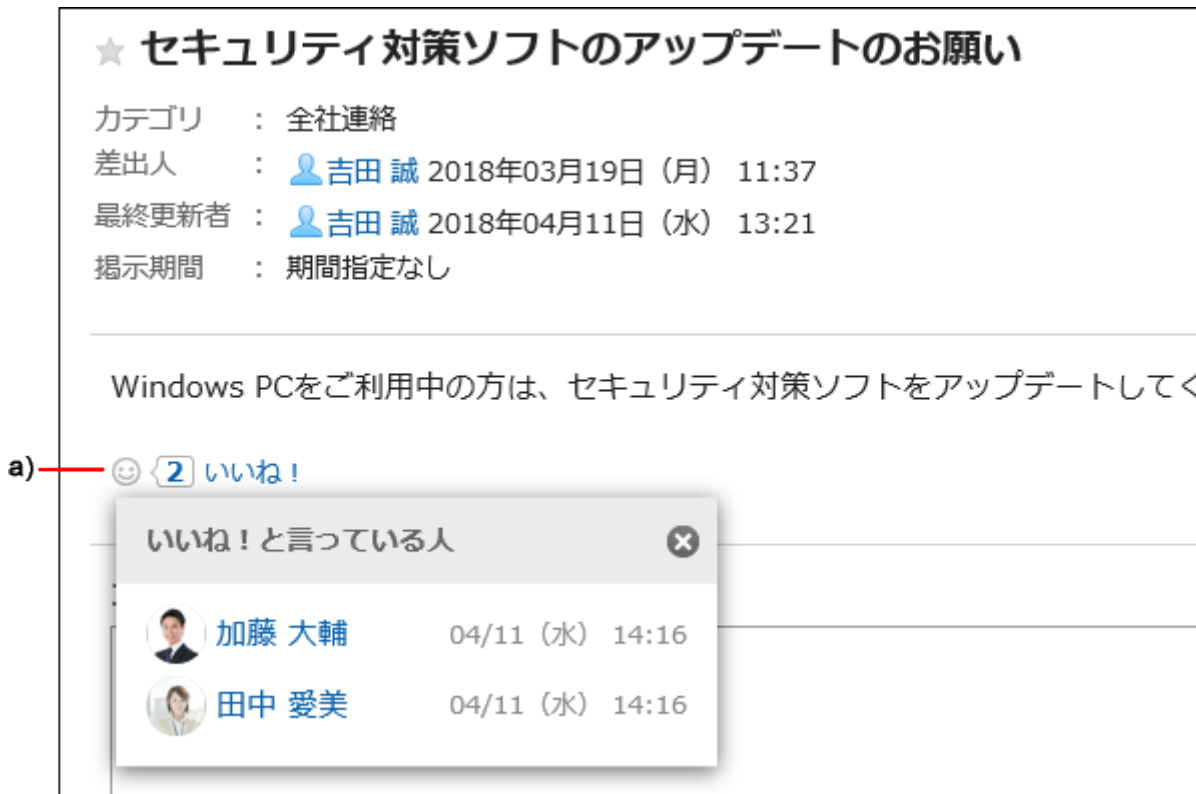 セキュリティ対策ソフトのアップデートのお願い
カテゴリ : 全社連絡
差出人 : 吉田 誠 2018年03月19日（月） 11:37
最終更新者 : 吉田 誠 2018年04月11日（水） 13:21
掲示期間 : 期間指定なし
Windows PCをご利用中の方は、セキュリティ対策ソフトをアップデートしてく
a) 2 いいね！
いいね！と言っている人
加藤 大輔 04/11（水） 14:16
田中 愛美 04/11（水） 14:16